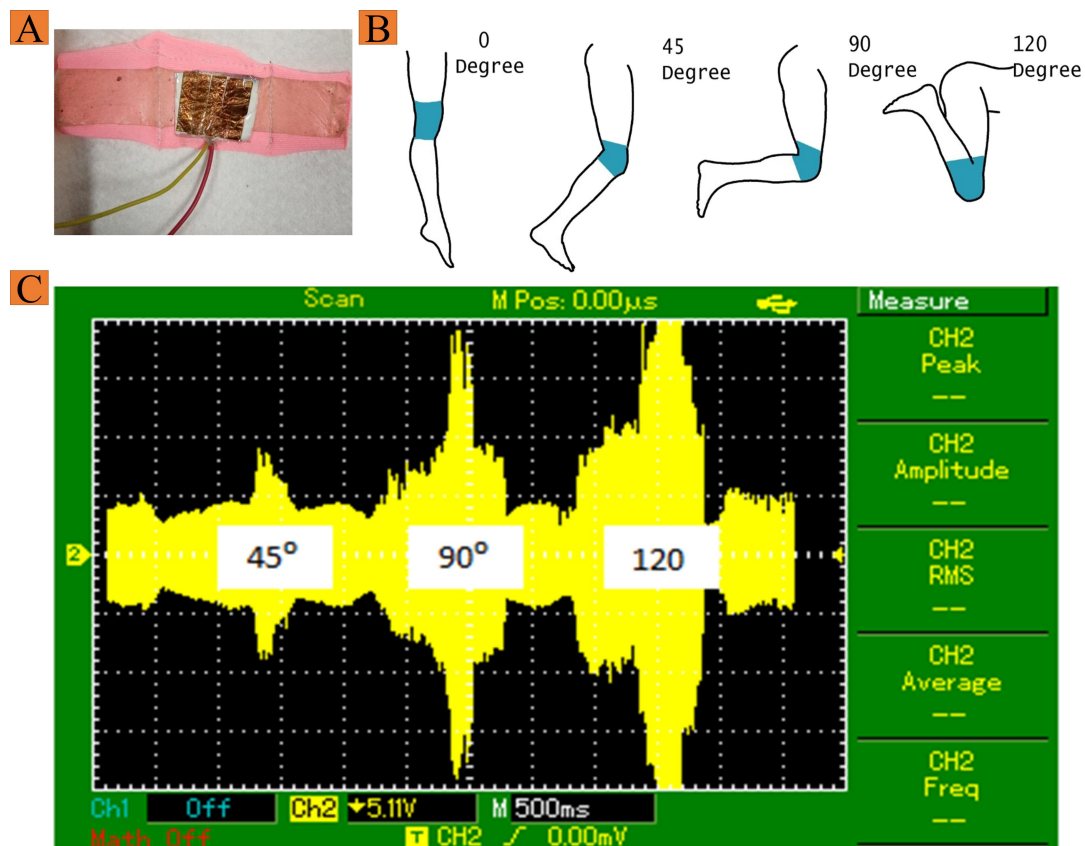 A
B
0
Degree
45
Degree
90
Degree
120
Degree
C
Scan
M Pos: 0.00µs
Measure
CH2
Peak
--
CH2
Amplitude
--
CH2
RMS
--
CH2
Average
--
CH2
Freq
--
2
45°
90°
120
Ch1 Off Ch2 5.11V M 500ms
Math Off T CH2 0.00mV